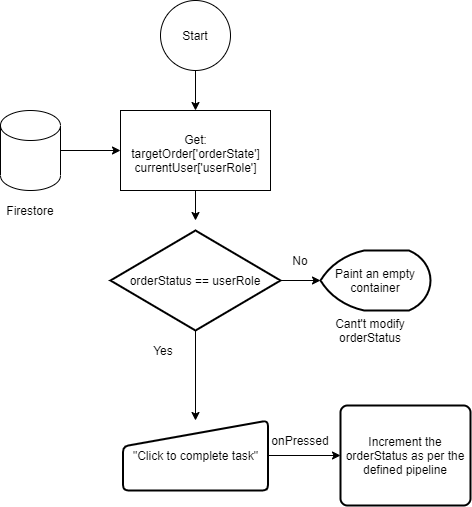 Start
Get:
targetOrder['orderState']
currentUser['userRole']
Firestore
orderStatus == userRole
No
Paint an empty
container
Cant't modify
orderStatus
Yes
"Click to complete task"
onPressed
Increment the
orderStatus as per the
defined pipeline